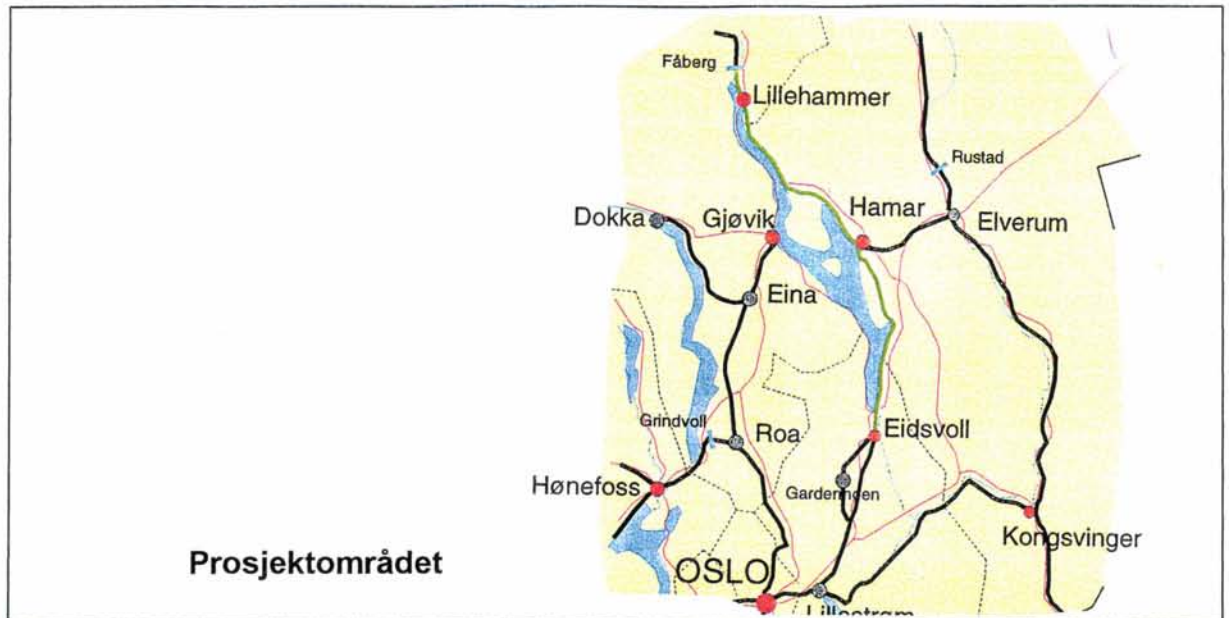 Fåberg
Lillehammer
Rustad
Dokka
Gjøvik
Hamar
Elverum
Eina
Grindvoll
Roa
Eidsvoll
Hønefoss
Kongsvinger
Prosjektområdet
OSLO